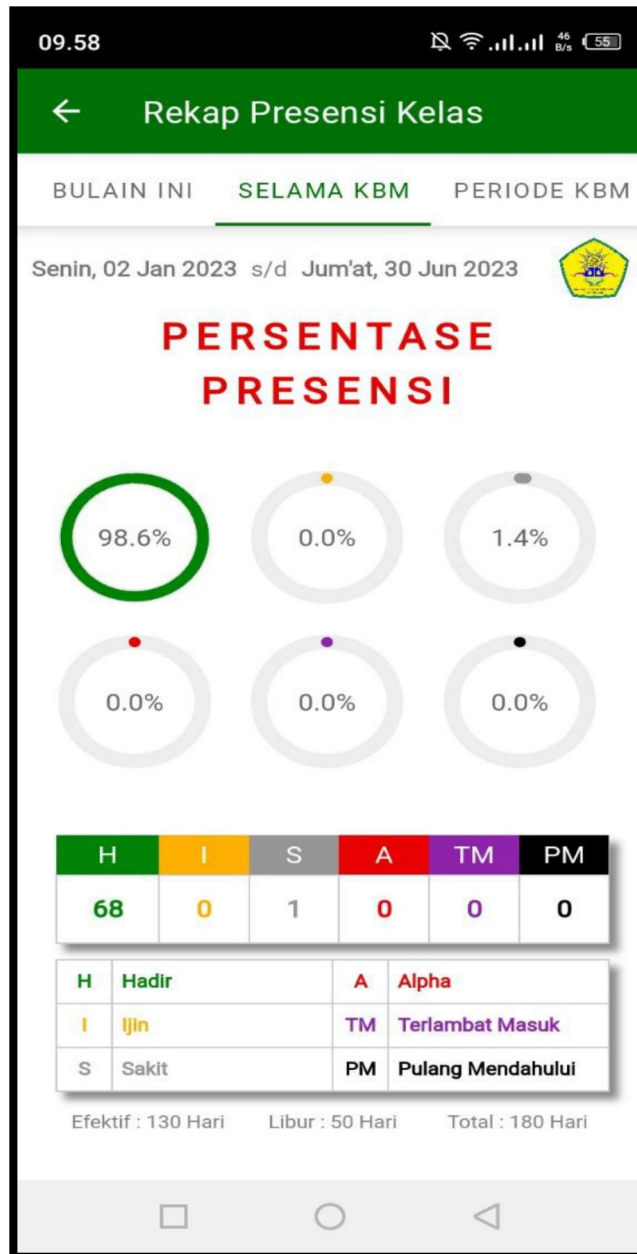 09.58
46
B/s
55
Rekap Presensi Kelas
BULAIN INI SELAMA KBM PERIODE KBM
Senin, 02 Jan 2023 s/d Jum'at, 30 Jun 2023
PERSENTASE
PRESENSI
98.6% 0.0% 1.4%
0.0% 0.0% 0.0%
H I S A TM PM
68 0 1 0 0 0
H Hadir A Alpha
I Ijin TM Terlambat Masuk
S Sakit PM Pulang Mendahului
Efektif : 130 Hari Libur : 50 Hari Total : 180 Hari